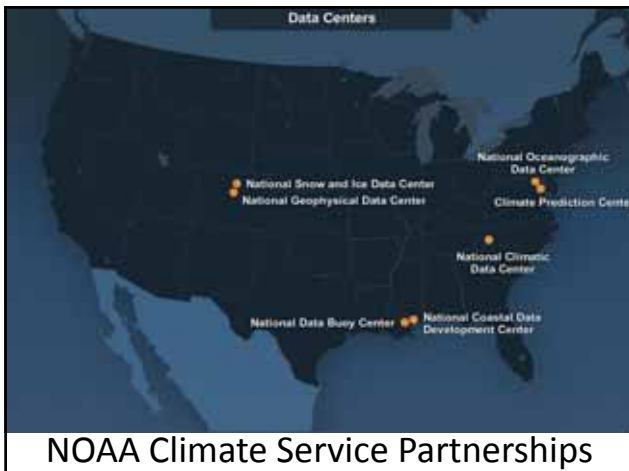 Data Centers
National Oceanographic
Data Center
National Snow and Ice Data Center
National Geophysical Data Center
Climate Prediction Cente
National Climatic
Data Center
National Data Buoy Center
National Coastal Data
Development Center
NOAA Climate Service Partnerships